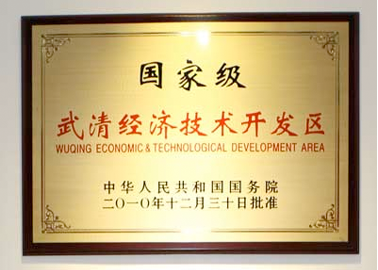 国家级
武清经济技术开发区
WUQING ECONOMIC & TECHNOLOGICAL DEVELOPMENT AREA
中华人民共和国国务院
二〇一〇年十二月三十日批准